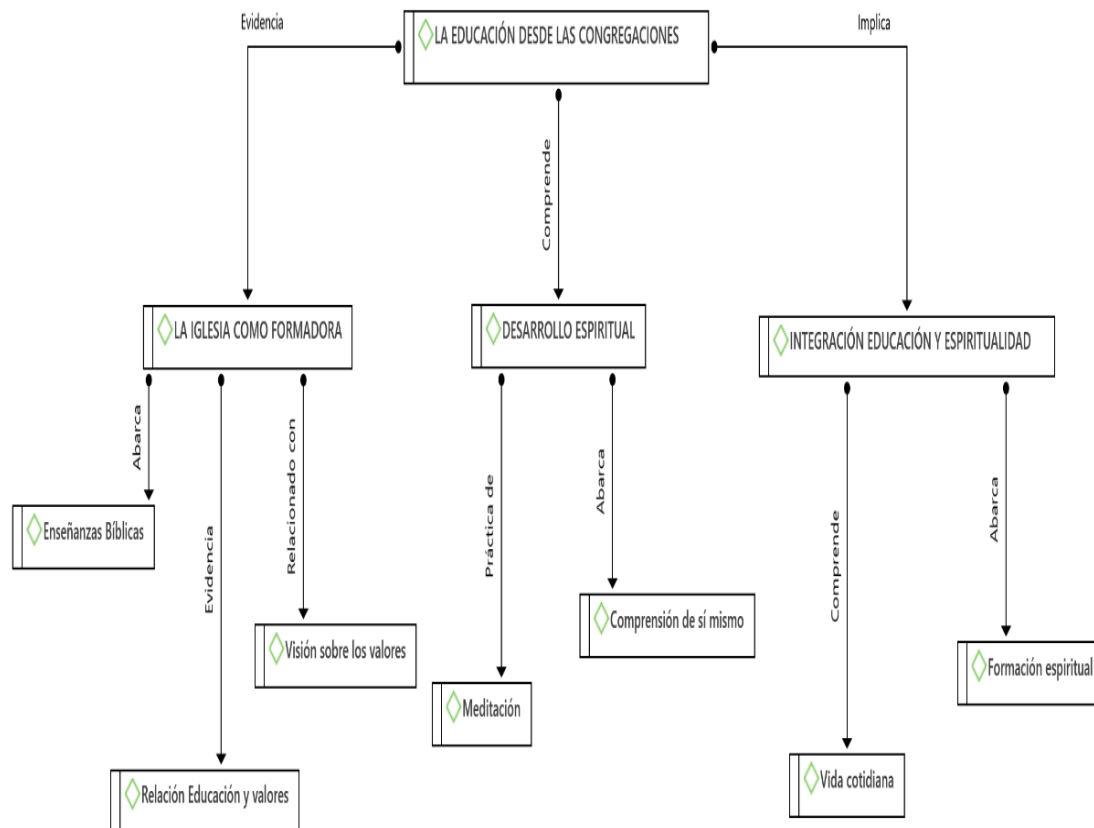 Evidencia
LA EDUCACIÓN DESDE LAS CONGREGACIONES
Implica
Comprende
LA IGLESIA COMO FORMADORA
DESARROLLO ESPIRITUAL
INTEGRACIÓN EDUCACIÓN Y ESPIRITUALIDAD
Abarca
Evidencia
Relacionado con
Práctica de
Abarca
Comprende
Abarca
Enseñanzas Bíblicas
Visión sobre los valores
Comprensión de sí mismo
Formación espiritual
Meditación
Relación Educación y valores
Vida cotidiana